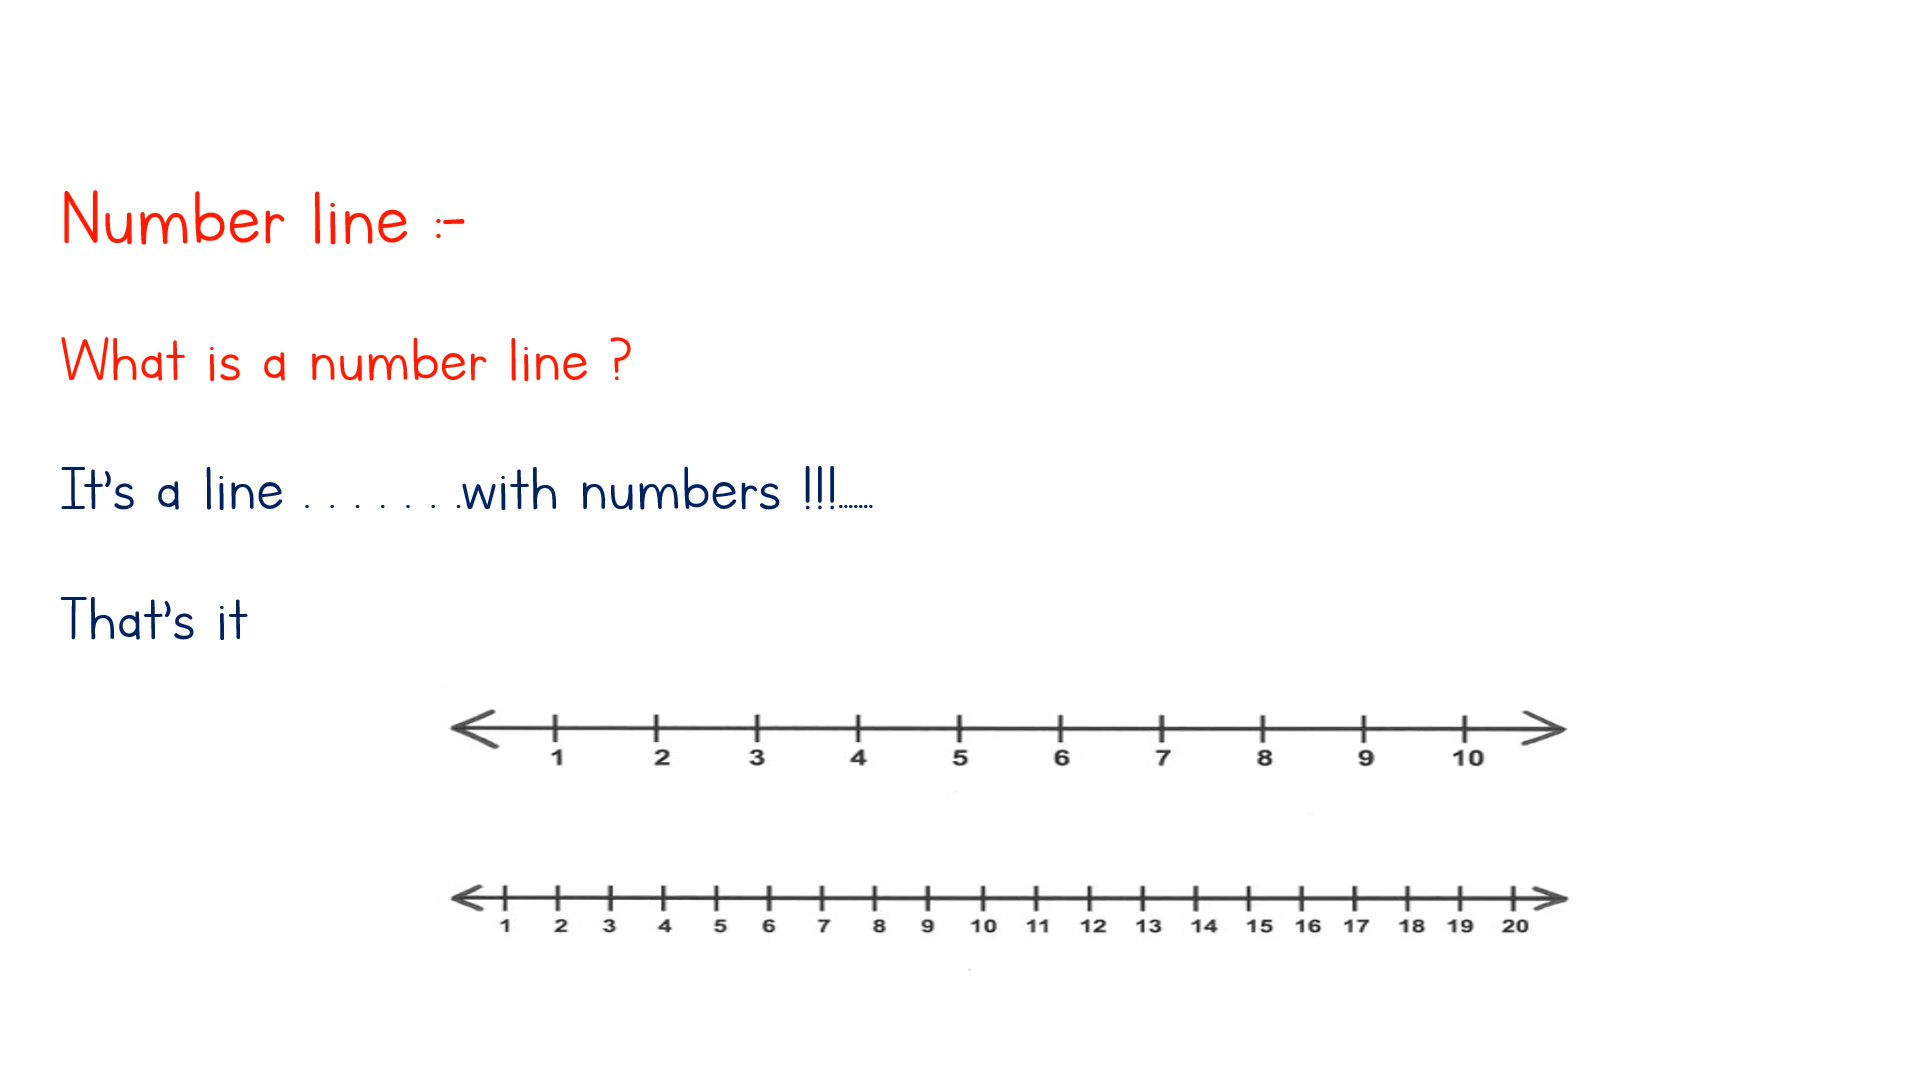 Number line :-
What is a number line ?
It's a line . . . . . . .with numbers !!!.......
That's it
1 2 3 4 5 6 7 8 9 10
1 2 3 4 5 6 7 8 9 10 11 12 13 14 15 16 17 18 19 20